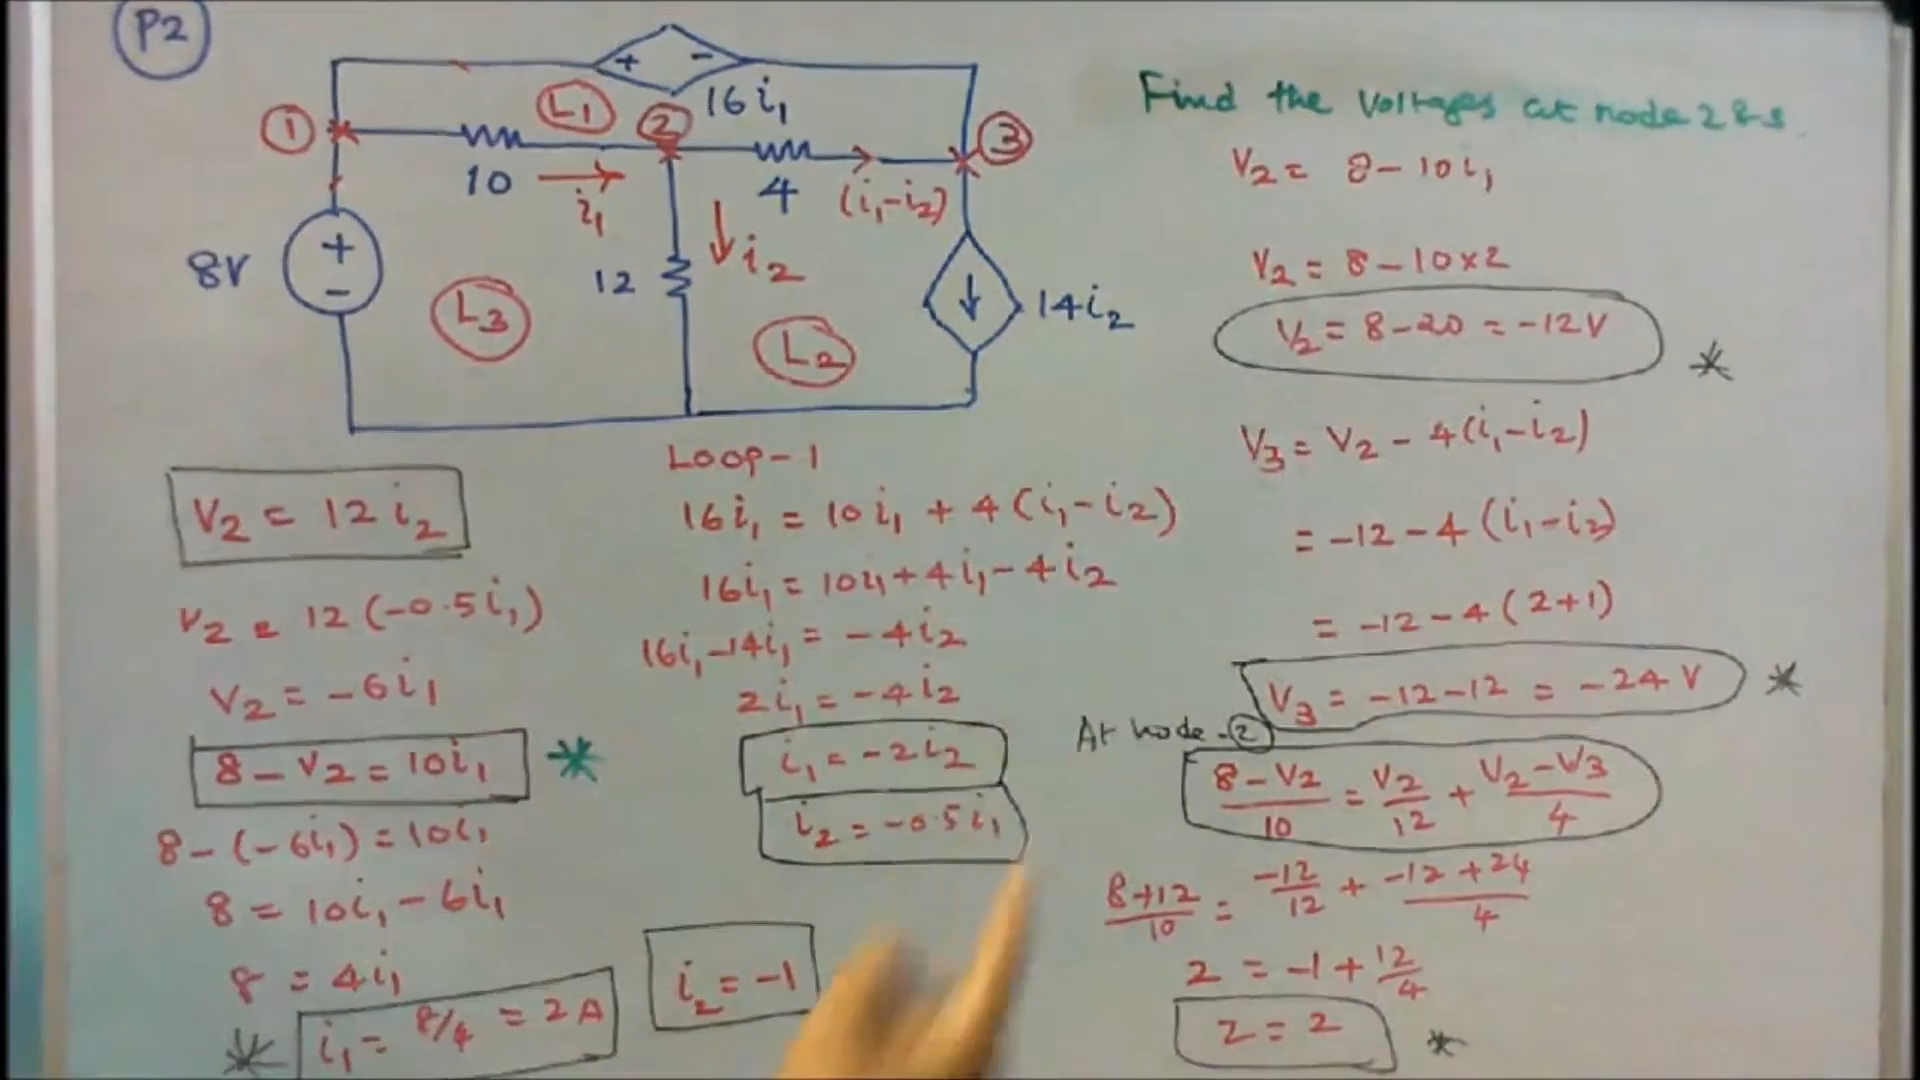 P2
+ -
16i₁
L₁
①
②
③
10
i₁
4
(i₁-i₂)
8V
+
-
L₃
12
i₂
L₂
14i₂
Find the voltages at node 2 & 3
V₂ = 8 - 10i₁
V₂ = 8 - 10×2
V₂ = 8 - 20 = -12V
V₃ = V₂ - 4(i₁-i₂)
= -12 - 4(i₁-i₂)
= -12 - 4(2+1)
V₃ = -12-12 = -24V
At node - ②
8-V₂/10 = V₂/12 + V₂-V₃/4
8+12/10 = -12/12 + -12+24/4
2 = -1 + 12/4
2 = 2
Loop-1
16i₁ = 10i₁ + 4(i₁-i₂)
16i₁ = 10i₁+4i₁-4i₂
16i₁-14i₁ = -4i₂
2i₁ = -4i₂
i₁ = -2i₂
i₂ = -0.5i₁
i₂ = -1
V₂ = 12i₂
V₂ = 12(-0.5i₁)
V₂ = -6i₁
8 - V₂ = 10i₁
8-(-6i₁) = 10i₁
8 = 10i₁ - 6i₁
8 = 4i₁
i₁ = 8/4 = 2A